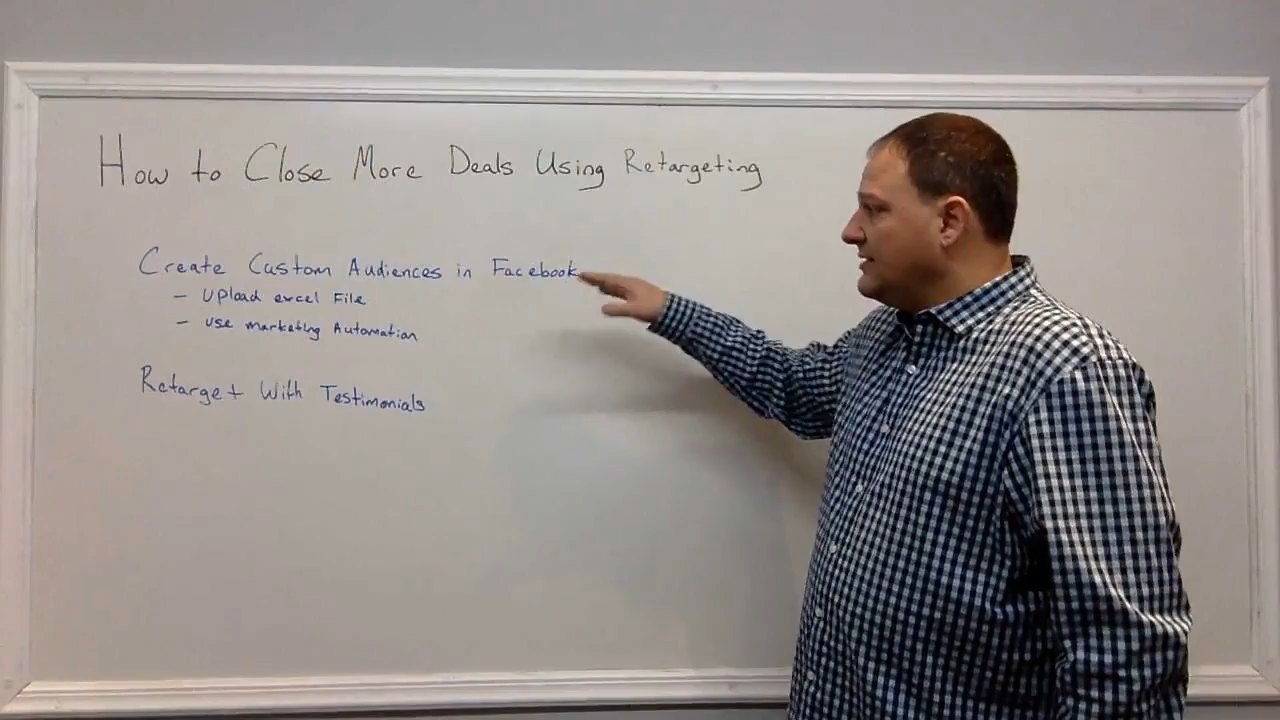 How to Close More Deals Using Retargeting
Create Custom Audiences in Facebook
- Upload excel File
- Use marketing Automation
Retarget With Testimonials